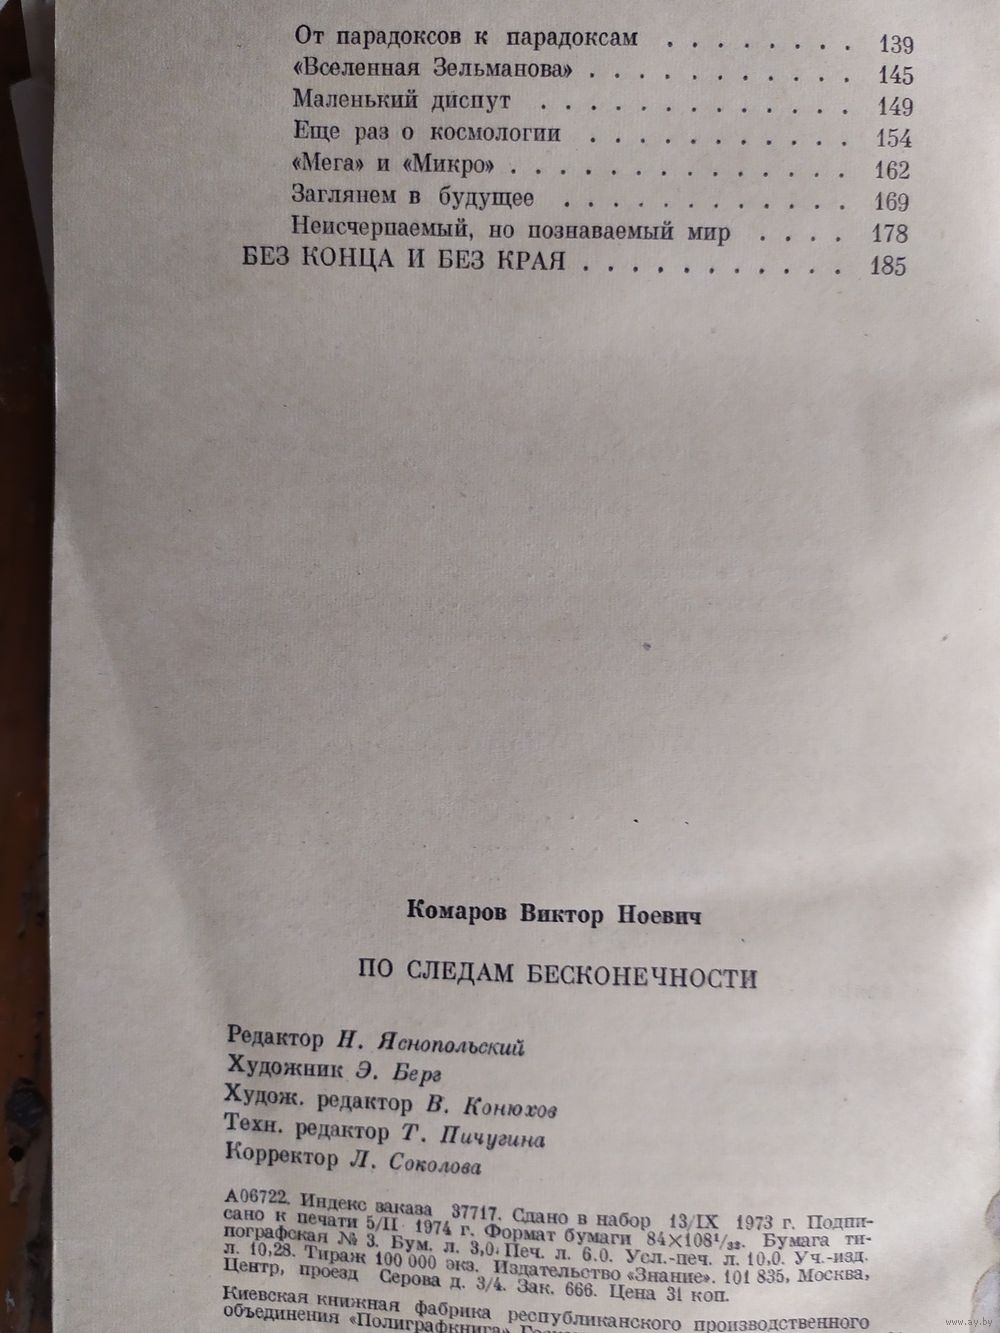 От парадоксов к парадоксам . . . . . . . . 139
«Вселенная Зельманова» . . . . . . . . . . . 145
Маленький диспут . . . . . . . . . . . . . 149
Еще раз о космологии . . . . . . . . . . . 154
«Мега» и «Микро» . . . . . . . . . . . . . . 162
Заглянем в будущее . . . . . . . . . . . . 169
Неисчерпаемый, но познаваемый мир . . . . 178
БЕЗ КОНЦА И БЕЗ КРАЯ . . . . . . . . . . . 185
Комаров Виктор Ноевич
ПО СЛЕДАМ БЕСКОНЕЧНОСТИ
Редактор Н. Яснопольский
Художник Э. Берг
Худож. редактор В. Конюхов
Техн. редактор Т. Пичугина
Корректор Л. Соколова
А06722. Индекс заказа 37717. Сдано в набор 13/IX 1973 г. Подпи-
сано к печати 5/II 1974 г. Формат бумаги 84×108¹/₃₂. Бумага ти-
пографская № 3. Бум. л. 3,0. Печ. л. 6.0. Усл.-печ. л. 10,0. Уч.-изд.
л. 10,28. Тираж 100 000 экз. Издательство «Знание». 101 835, Москва,
Центр, проезд Серова д. 3/4. Зак. 666. Цена 31 коп.
Киевская книжная фабрика республиканского производственного
объединения «Полиграфкнига»
www.ay.by